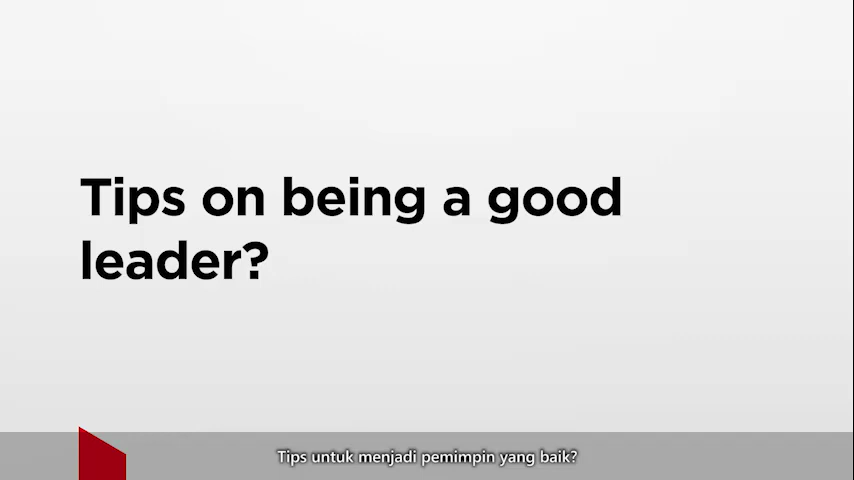 Tips on being a good
leader?
Tips untuk menjadi pemimpin yang baik?